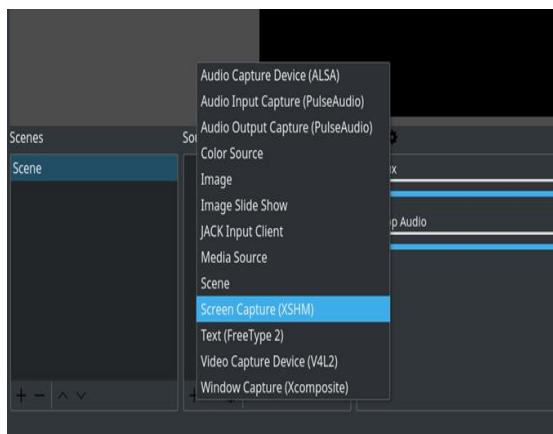 Audio Capture Device (ALSA)
Audio Input Capture (PulseAudio)
Audio Output Capture (PulseAudio)
Scenes
Color Source
Scene
Image
Image Slide Show
JACK Input Client
Media Source
Scene
Screen Capture (XSHM)
Text (FreeType 2)
Video Capture Device (V4L2)
Window Capture (Xcomposite)
Audio